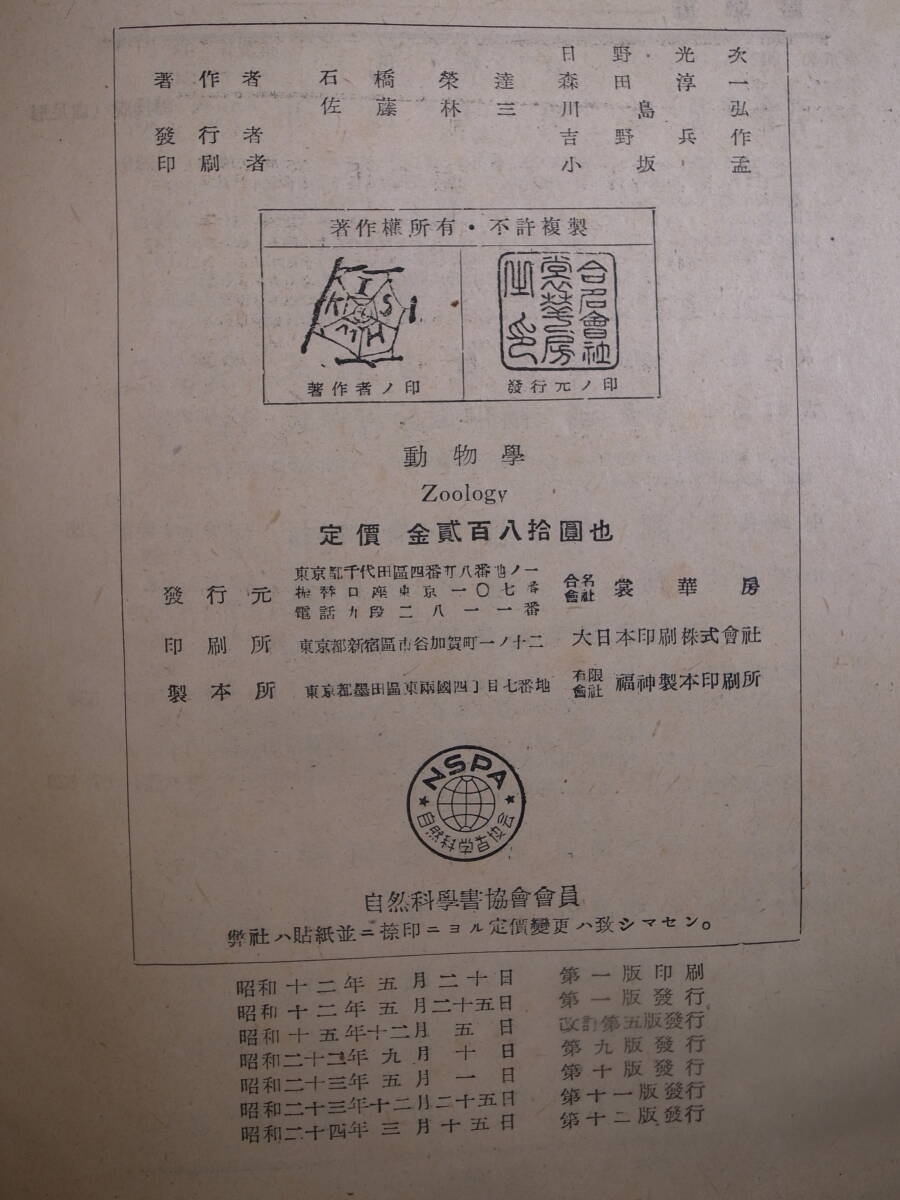 日野光次
著作者 石橋榮達 森田淳一
佐藤林三 川島弘
發行者 吉野兵作
印刷者 小坂孟
著作權所有・不許複製
I
K S
M H
合名會社
裳華房
之印
著作者ノ印 發行元ノ印
動物學
Zoology
定價 金貳百八拾圓也
發行元 東京都千代田區四番町八番地ノ一
振替口座東京一〇七番
電話九段二八一一番
合名會社 裳華房
印刷所 東京都新宿區市谷加賀町一ノ十二 大日本印刷株式會社
製本所 東京都墨田區東兩國四丁目七番地 有限會社 福神製本印刷所
NSPA
自然科学書協会
自然科學書協會會員
弊社ハ貼紙並ニ捺印ニヨル定價變更ハ致シマセン。
昭和十二年五月二十日 第一版印刷
昭和十二年五月二十五日 第一版發行
昭和十五年十二月五日 改訂第五版發行
昭和二十二年九月十日 第九版發行
昭和二十三年五月一日 第十版發行
昭和二十三年十二月二十五日 第十一版發行
昭和二十四年三月十五日 第十二版發行